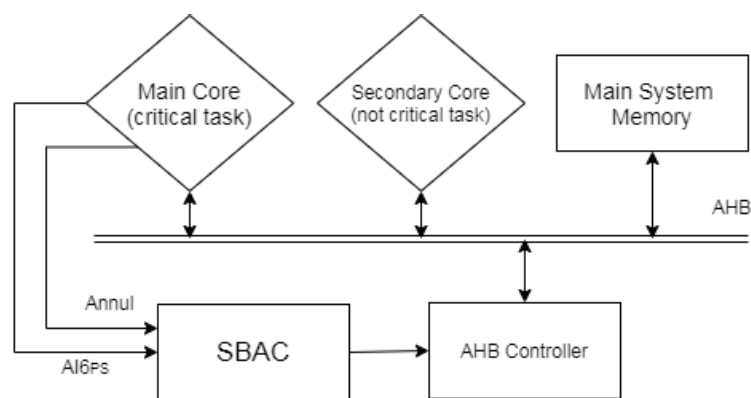 Main Core
(critical task)
Secondary Core
(not critical task)
Main System
Memory
AHB
Annul
SBAC
AHB Controller
AI6PS